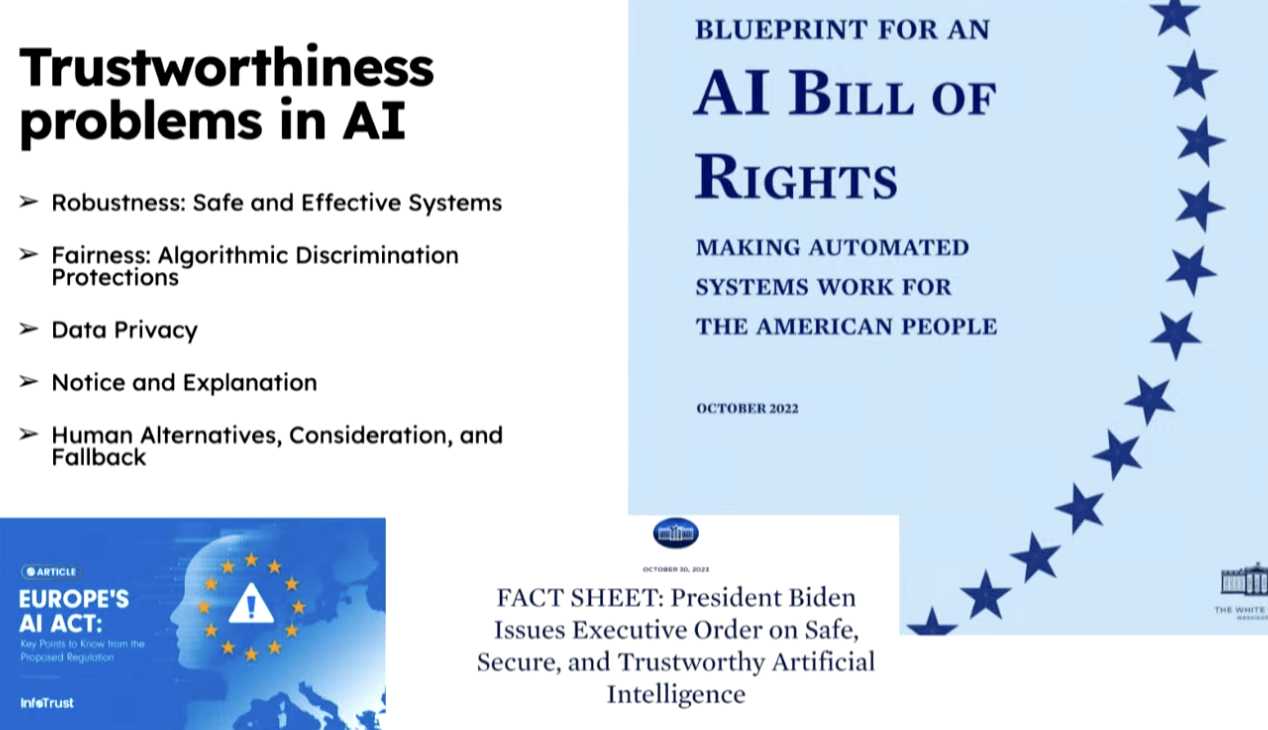 Trustworthiness
problems in AI
➢ Robustness: Safe and Effective Systems
➢ Fairness: Algorithmic Discrimination
Protections
➢ Data Privacy
➢ Notice and Explanation
➢ Human Alternatives, Consideration, and
Fallback
BLUEPRINT FOR AN
AI BILL OF
RIGHTS
MAKING AUTOMATED
SYSTEMS WORK FOR
THE AMERICAN PEOPLE
OCTOBER 2022
THE WHITE
ARTICLE
EUROPE'S
AI ACT:
Key Points to Know from the
Proposed Regulation
InfoTrust
OCTOBER 30, 2023
FACT SHEET: President Biden
Issues Executive Order on Safe,
Secure, and Trustworthy Artificial
Intelligence